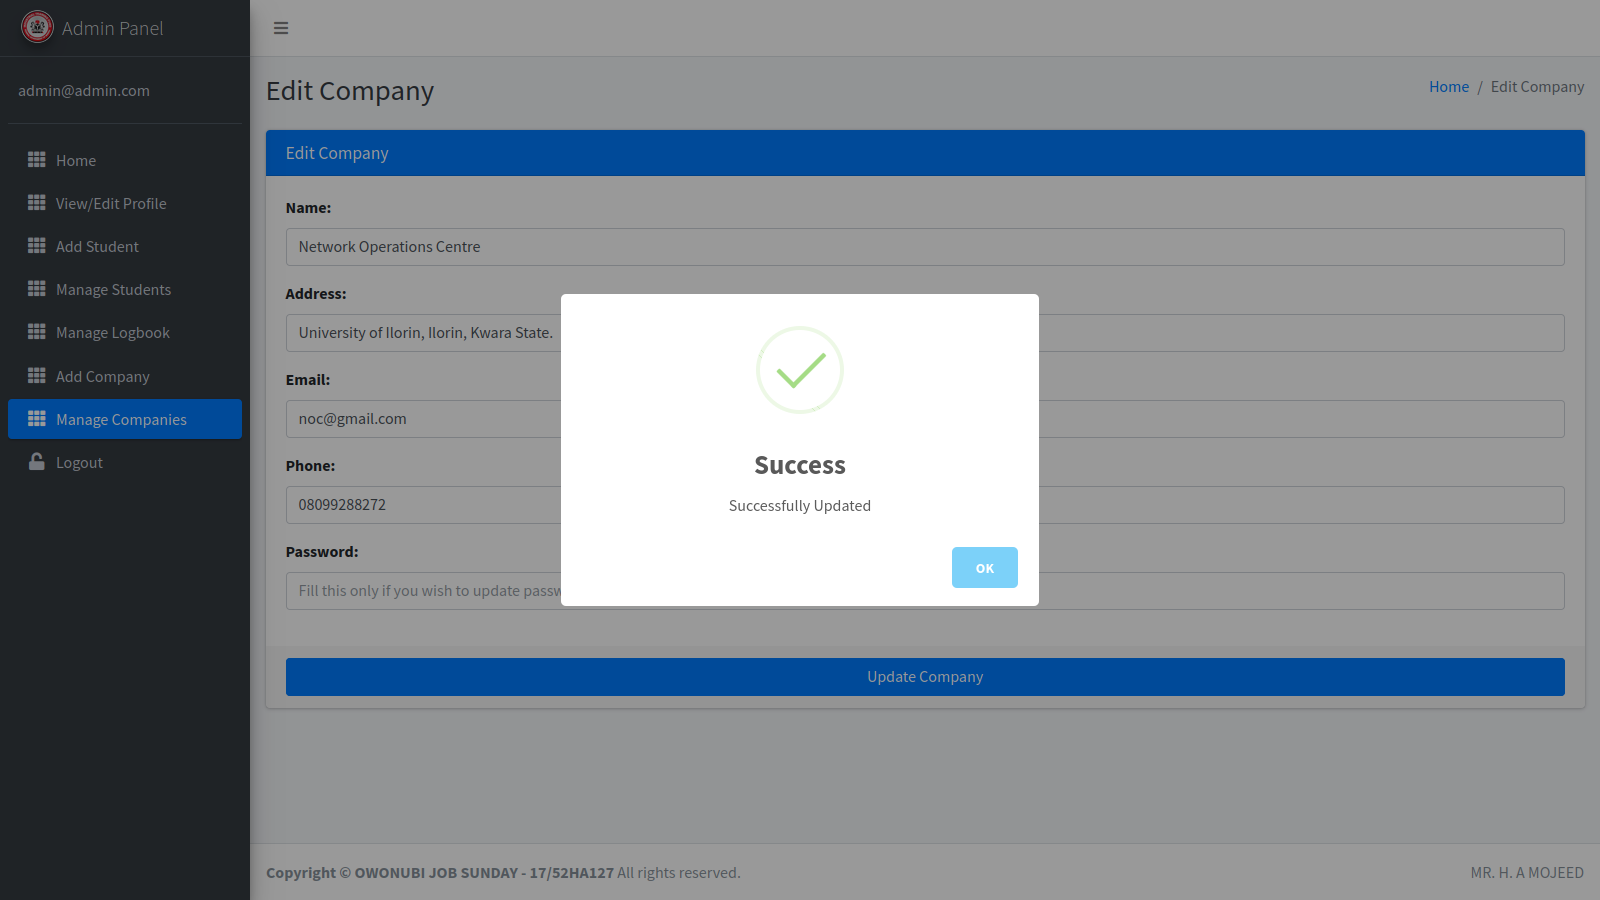 Admin Panel
admin@admin.com
Home
View/Edit Profile
Add Student
Manage Students
Manage Logbook
Add Company
Manage Companies
Logout
Edit Company
Home / Edit Company
Edit Company
Name:
Network Operations Centre
Address:
University of Ilorin, Ilorin, Kwara State.
Email:
noc@gmail.com
Phone:
08099288272
Password:
Fill this only if you wish to update passw
Update Company
Success
Successfully Updated
OK
Copyright © OWONUBI JOB SUNDAY - 17/52HA127 All rights reserved.
MR. H. A MOJEED